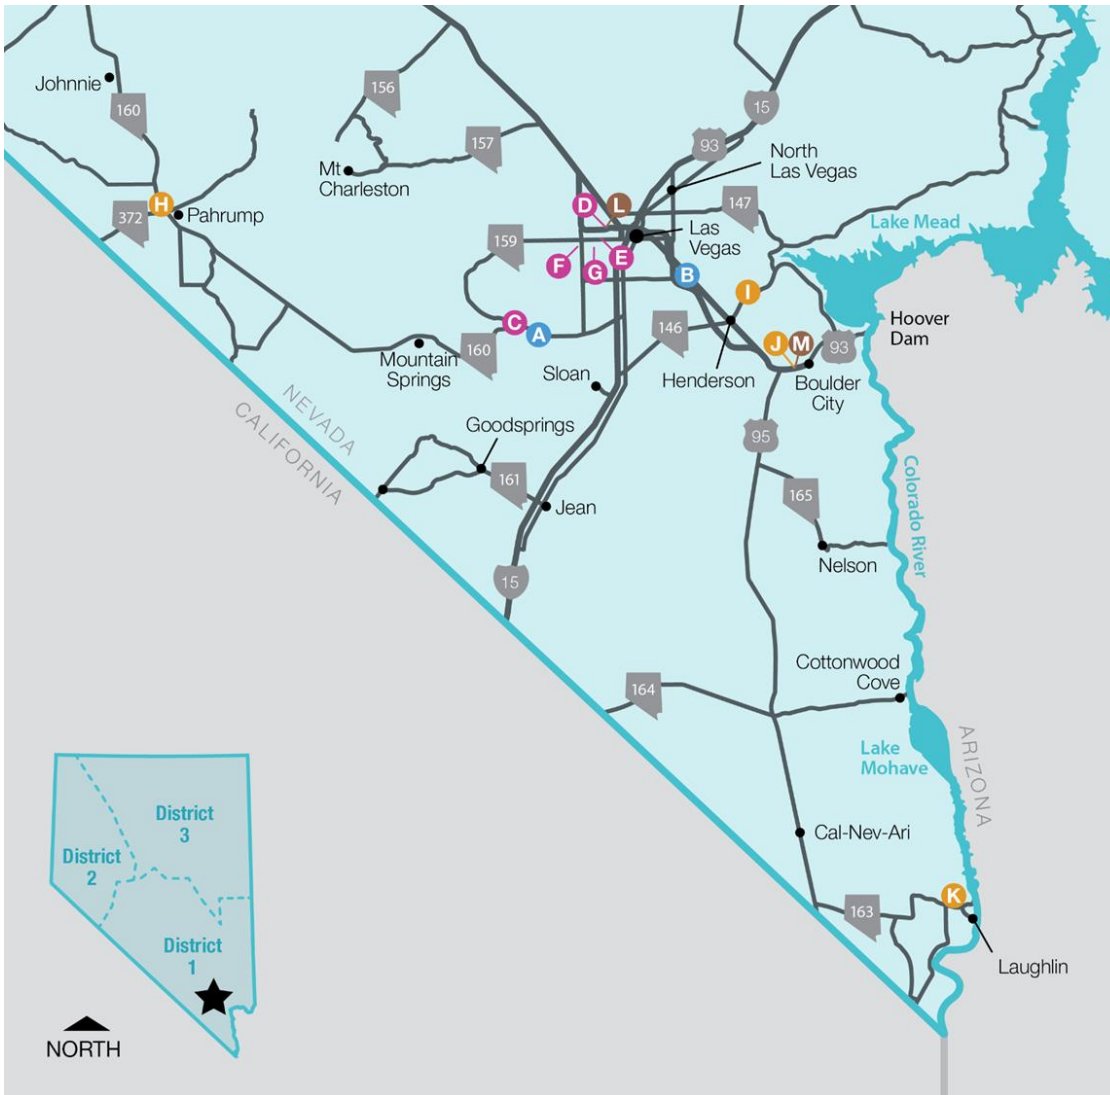 15
156
Johnnie
160
93
157
North
Las Vegas
Mt
Charleston
H
D
L
147
372
Pahrump
Lake Mead
Las
Vegas
159
E
F
G
B
I
C
A
146
Hoover
Dam
160
J
M
93
Mountain
Springs
Sloan
Henderson
Boulder
City
NEVADA
CALIFORNIA
Goodsprings
95
161
Colorado River
165
Jean
Nelson
15
Cottonwood
Cove
164
Lake
Mohave
ARIZONA
District
3
District
2
Cal-Nev-Ari
K
163
District
1
Laughlin
NORTH